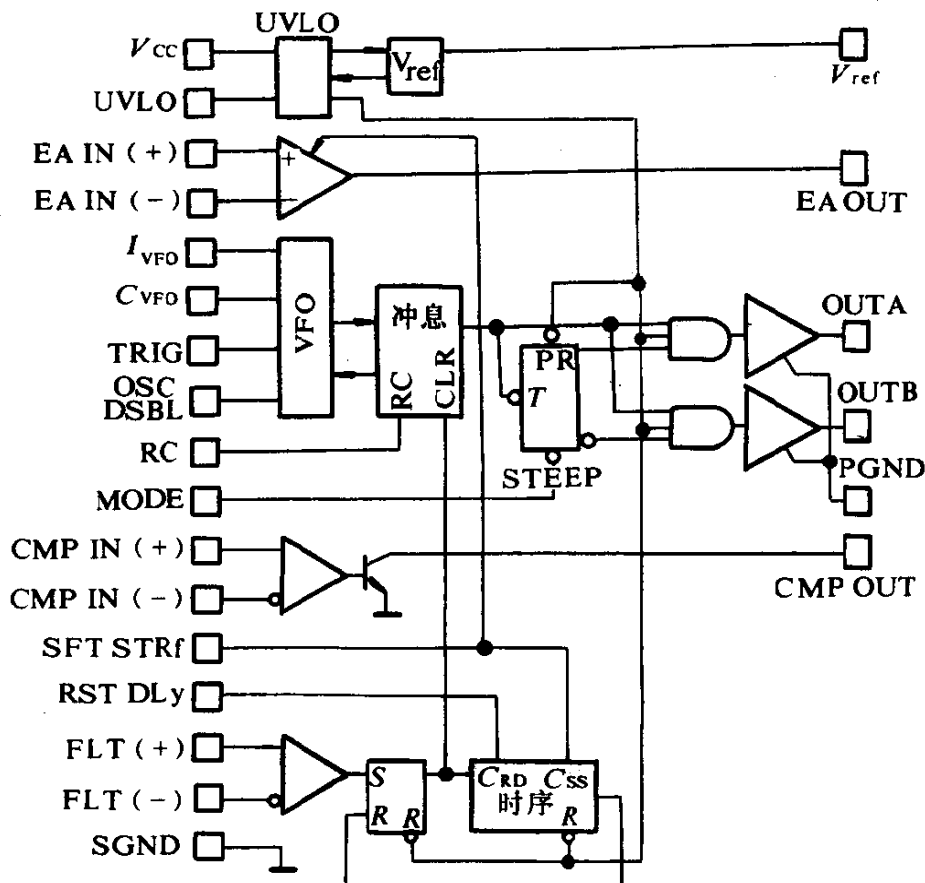 UVLO
VCC
Vref
Vref
UVLO
EA IN (+)
+
EA IN (-)
−
EA OUT
IVFO
CVFO
VFO
冲息
OUTA
TRIG
PR
OSC
DSBL
RC
CLR
T
OUTB
RC
STEEP
PGND
MODE
CMP IN (+)
CMP IN (-)
CMP OUT
SFT STRf
RST DLy
FLT (+)
S
CRD
CSS
FLT (-)
时序
R
R
R
SGND